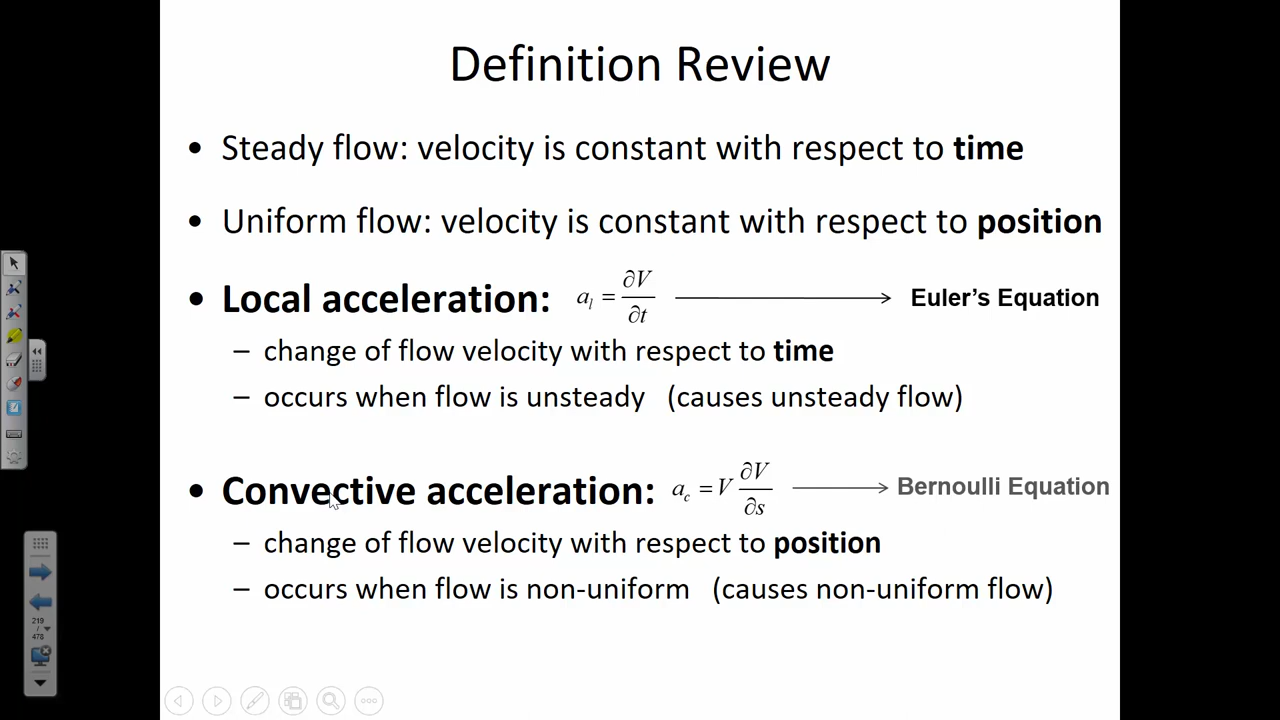 Definition Review
• Steady flow: velocity is constant with respect to time
• Uniform flow: velocity is constant with respect to position
• Local acceleration: a_l = ∂V/∂t → Euler's Equation
– change of flow velocity with respect to time
– occurs when flow is unsteady (causes unsteady flow)
• Convective acceleration: a_c = V ∂V/∂s → Bernoulli Equation
– change of flow velocity with respect to position
– occurs when flow is non-uniform (causes non-uniform flow)
219
/
478